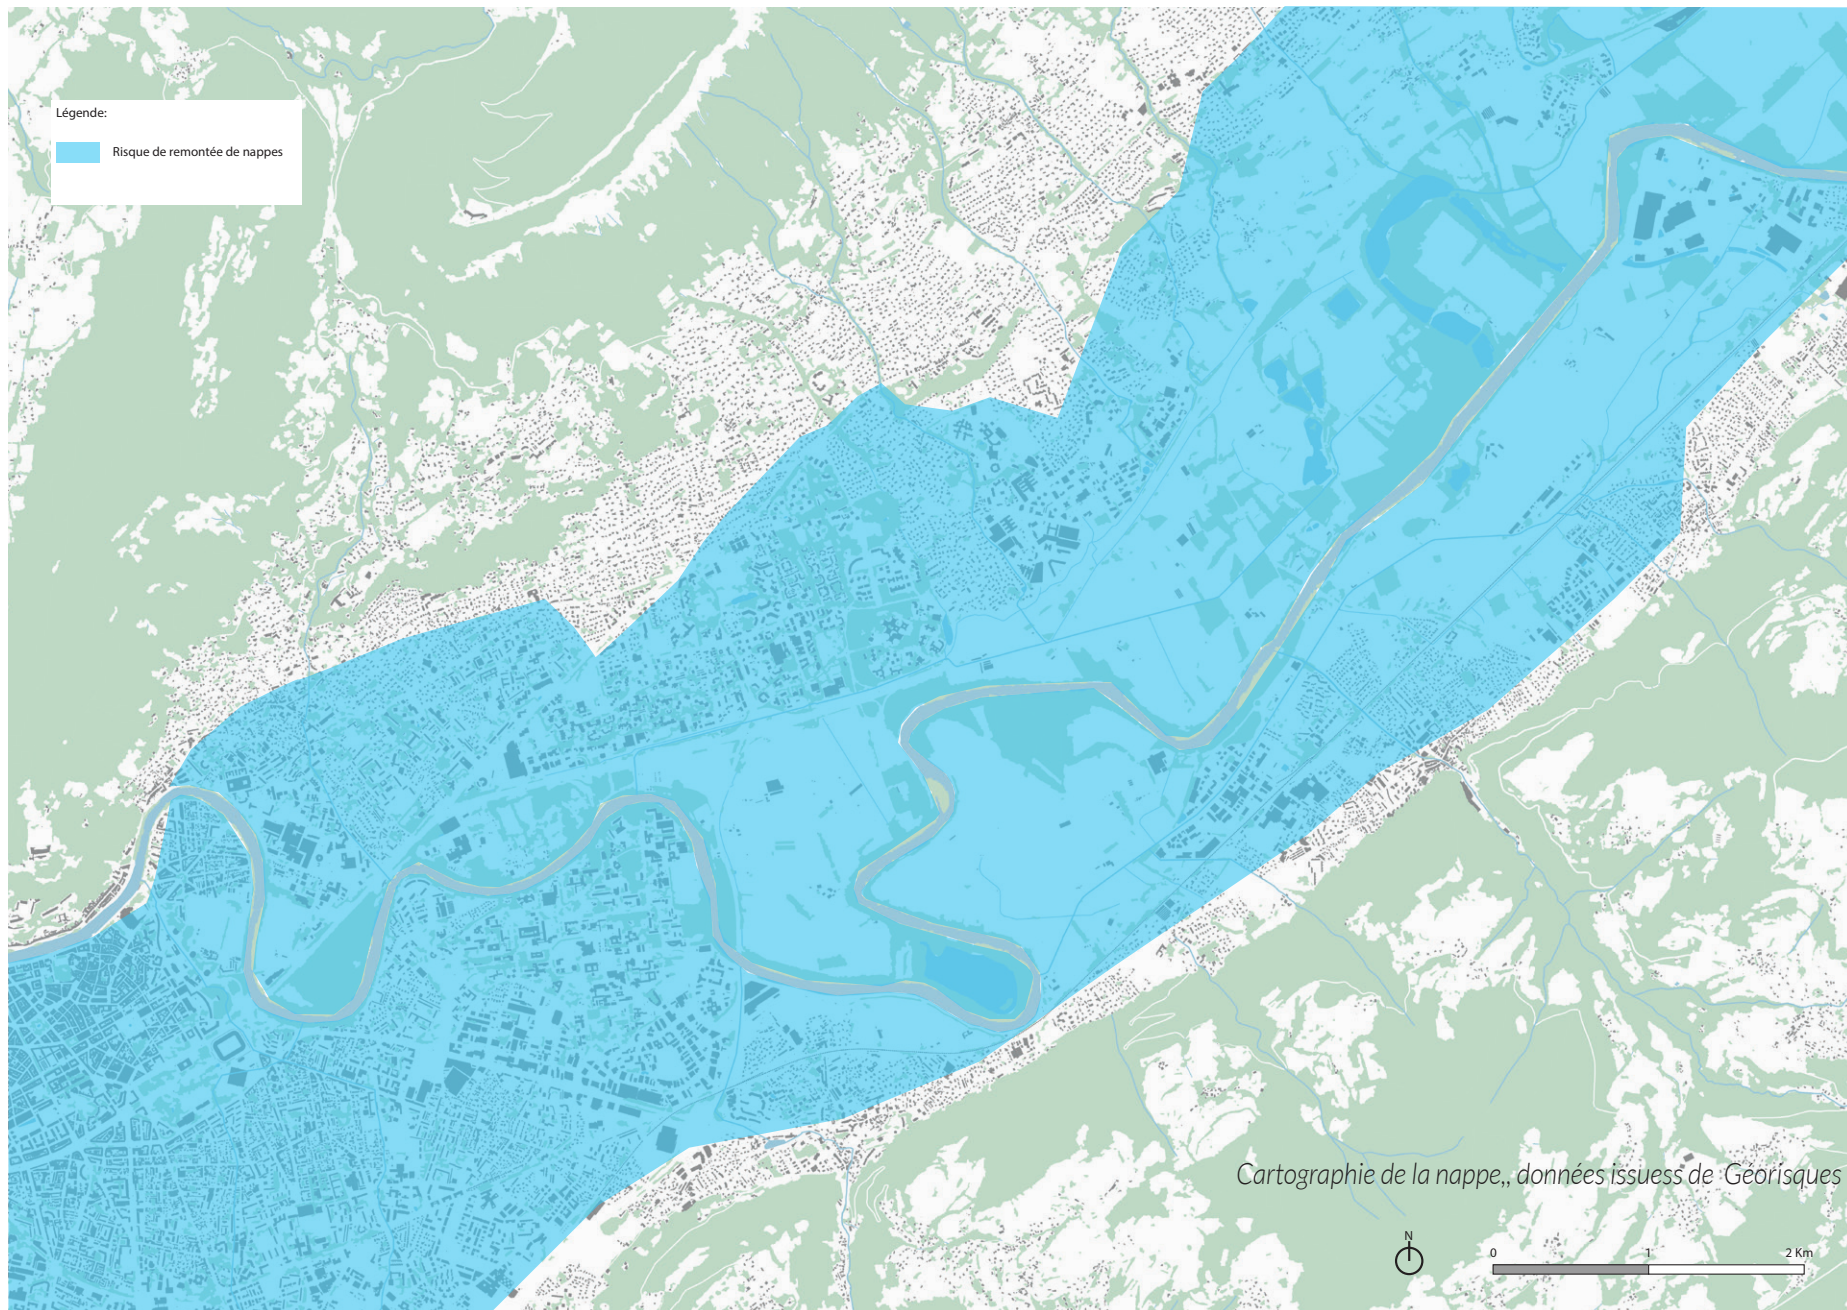 Légende:
Risque de remontée de nappes
Cartographie de la nappe,, données issuess de Géorisques
N
0 1 2 Km